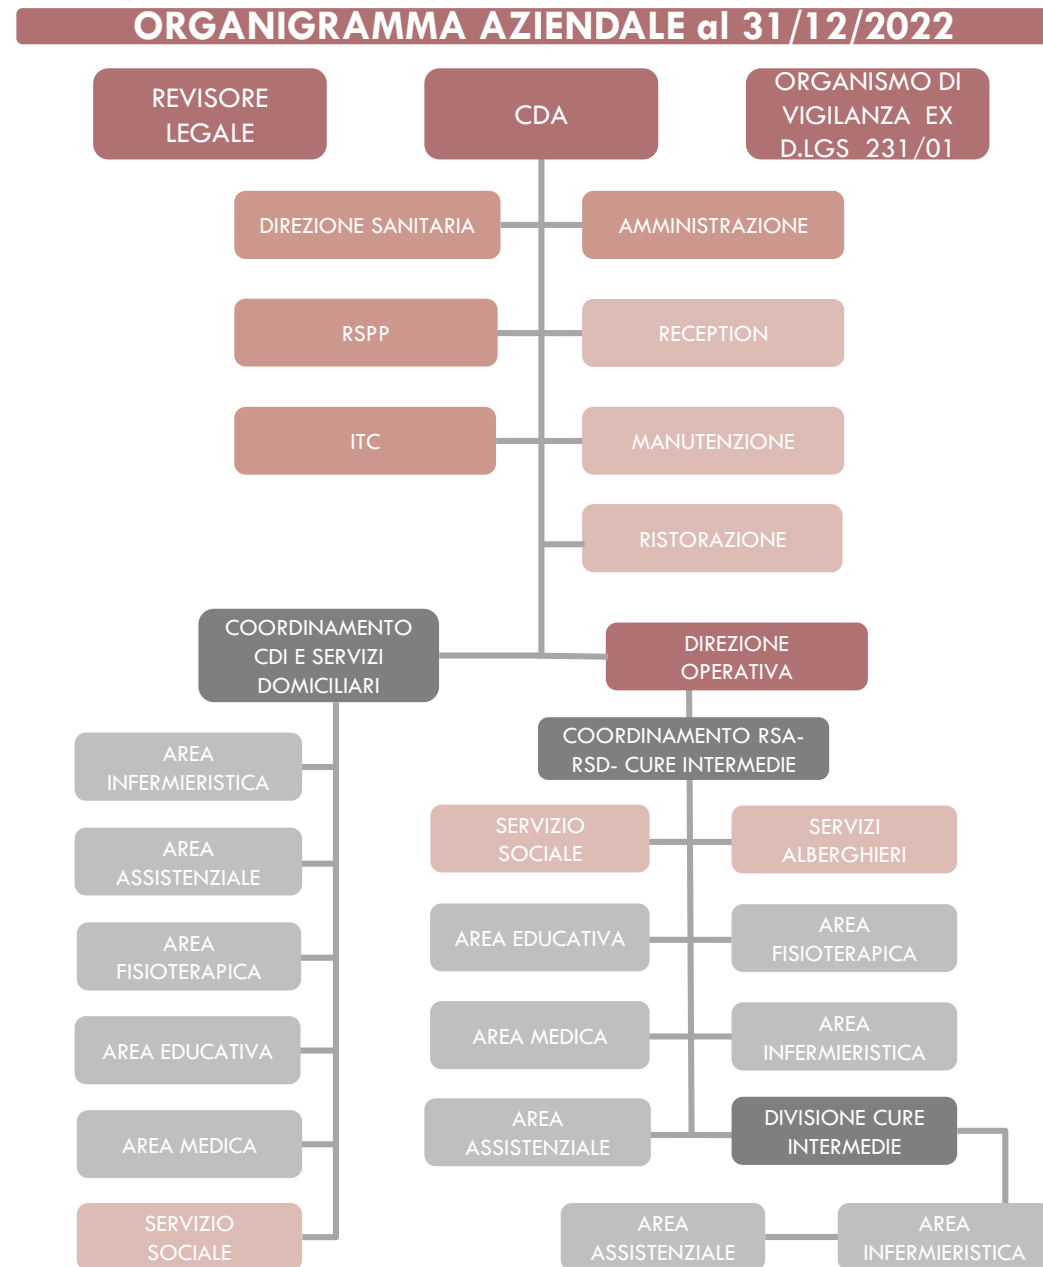 ORGANIGRAMMA AZIENDALE al 31/12/2022
REVISORE
LEGALE
CDA
ORGANISMO DI
VIGILANZA EX
D.LGS 231/01
DIREZIONE SANITARIA
AMMINISTRAZIONE
RSPP
RECEPTION
ITC
MANUTENZIONE
RISTORAZIONE
COORDINAMENTO
CDI E SERVIZI
DOMICILIARI
DIREZIONE
OPERATIVA
COORDINAMENTO RSA-
RSD- CURE INTERMEDIE
AREA
INFERMIERISTICA
AREA
ASSISTENZIALE
AREA
FISIOTERAPICA
AREA EDUCATIVA
AREA MEDICA
SERVIZIO
SOCIALE
SERVIZIO
SOCIALE
SERVIZI
ALBERGHIERI
AREA EDUCATIVA
AREA
FISIOTERAPICA
AREA MEDICA
AREA
INFERMIERISTICA
AREA
ASSISTENZIALE
DIVISIONE CURE
INTERMEDIE
AREA
ASSISTENZIALE
AREA
INFERMIERISTICA